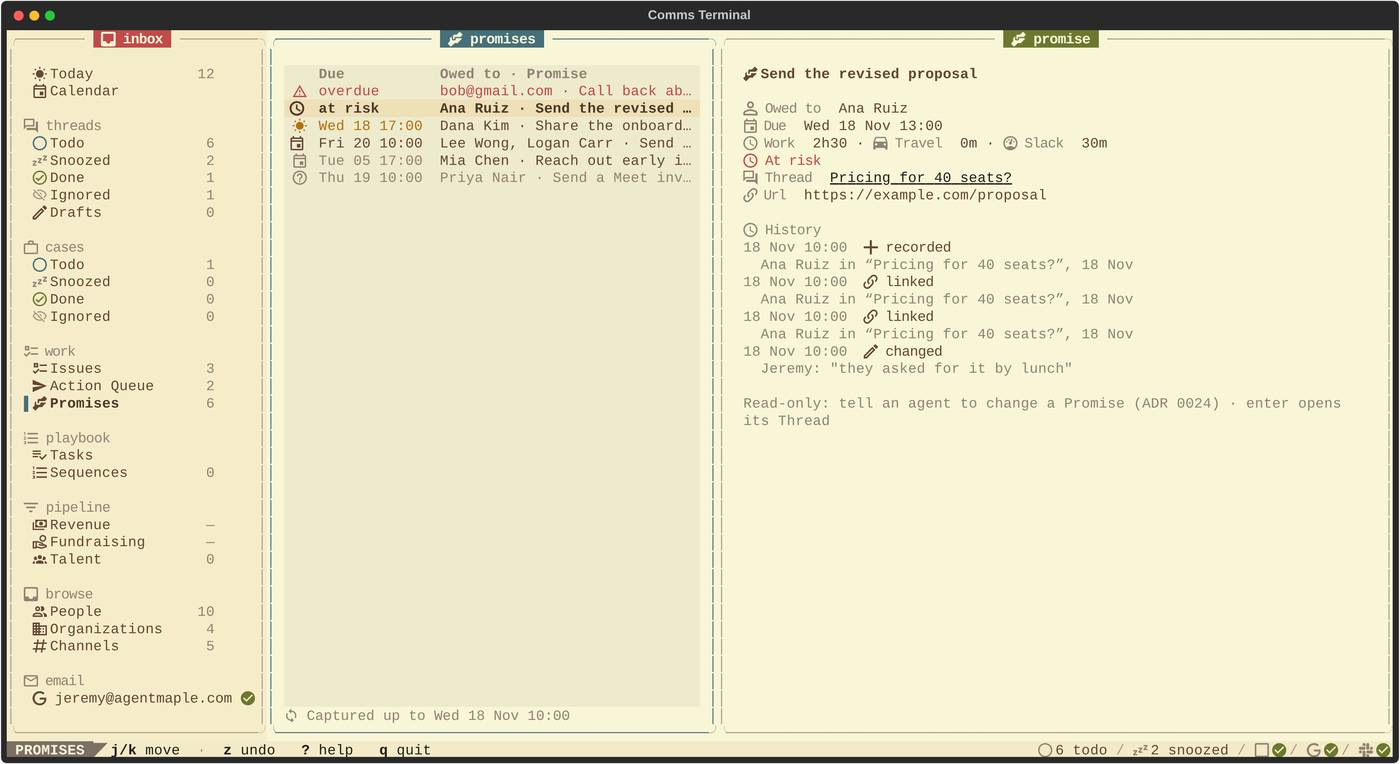 Comms Terminal
inbox
Today 12
Calendar
threads
Todo 6
Snoozed 2
Done 1
Ignored 1
Drafts 0
cases
Todo 1
Snoozed 0
Done 0
Ignored 0
work
Issues 3
Action Queue 2
Promises 6
playbook
Tasks
Sequences 0
pipeline
Revenue —
Fundraising —
Talent 0
browse
People 10
Organizations 4
Channels 5
email
jeremy@agentmaple.com
promises
Due Owed to · Promise
overdue bob@gmail.com · Call back ab…
at risk Ana Ruiz · Send the revised …
Wed 18 17:00 Dana Kim · Share the onboard…
Fri 20 10:00 Lee Wong, Logan Carr · Send …
Tue 05 17:00 Mia Chen · Reach out early i…
Thu 19 10:00 Priya Nair · Send a Meet inv…
Captured up to Wed 18 Nov 10:00
promise
Send the revised proposal
Owed to Ana Ruiz
Due Wed 18 Nov 13:00
Work 2h30 · Travel 0m · Slack 30m
At risk
Thread Pricing for 40 seats?
Url https://example.com/proposal
History
18 Nov 10:00 recorded
Ana Ruiz in “Pricing for 40 seats?”, 18 Nov
18 Nov 10:00 linked
Ana Ruiz in “Pricing for 40 seats?”, 18 Nov
18 Nov 10:00 linked
Ana Ruiz in “Pricing for 40 seats?”, 18 Nov
18 Nov 10:00 changed
Jeremy: "they asked for it by lunch"
Read-only: tell an agent to change a Promise (ADR 0024) · enter opens
its Thread
PROMISES j/k move · z undo ? help q quit
6 todo / 2 snoozed / / /